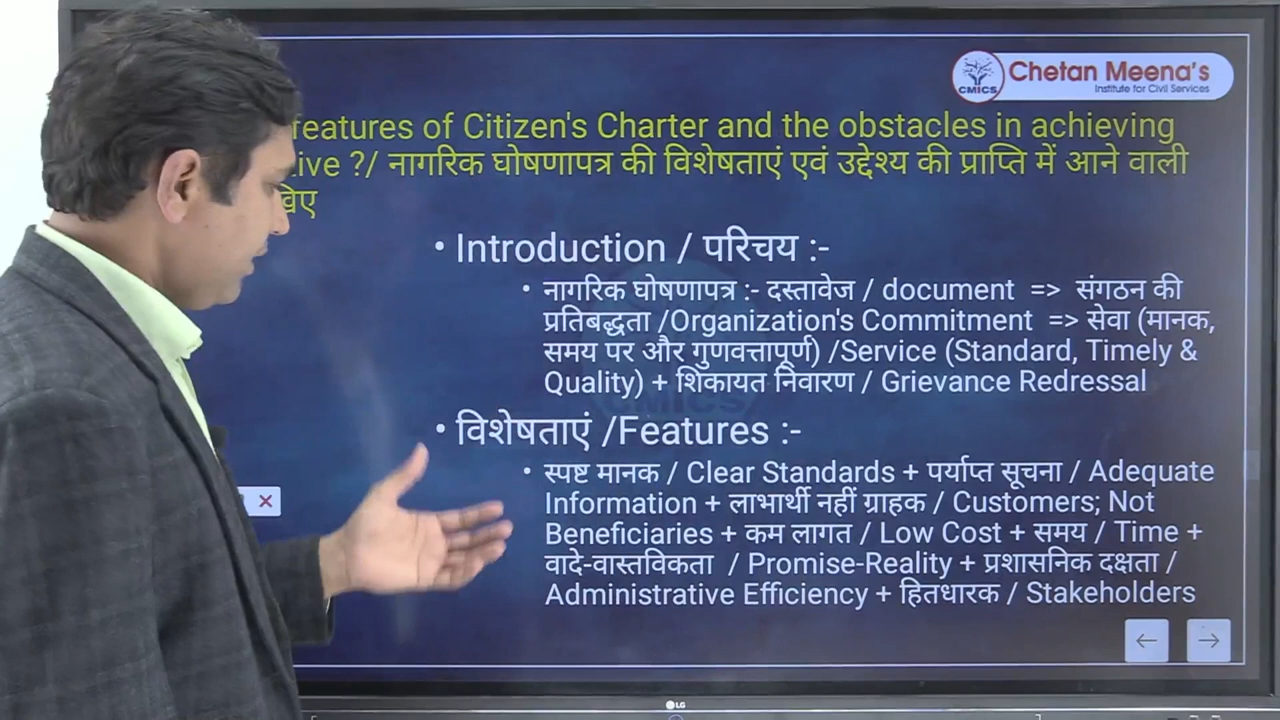 CMICS
Chetan Meena's
Institute for Civil Services
features of Citizen's Charter and the obstacles in achieving
ive ?/ नागरिक घोषणापत्र की विशेषताएं एवं उद्देश्य की प्राप्ति में आने वाली
खिए
• Introduction / परिचय :-
• नागरिक घोषणापत्र :- दस्तावेज / document => संगठन की
प्रतिबद्धता /Organization's Commitment => सेवा (मानक,
समय पर और गुणवत्तापूर्ण) /Service (Standard, Timely &
Quality) + शिकायत निवारण / Grievance Redressal
• विशेषताएं /Features :-
• स्पष्ट मानक / Clear Standards + पर्याप्त सूचना / Adequate
Information + लाभार्थी नहीं ग्राहक / Customers; Not
Beneficiaries + कम लागत / Low Cost + समय / Time +
वादे-वास्तविकता / Promise-Reality + प्रशासनिक दक्षता /
Administrative Efficiency + हितधारक / Stakeholders
LG